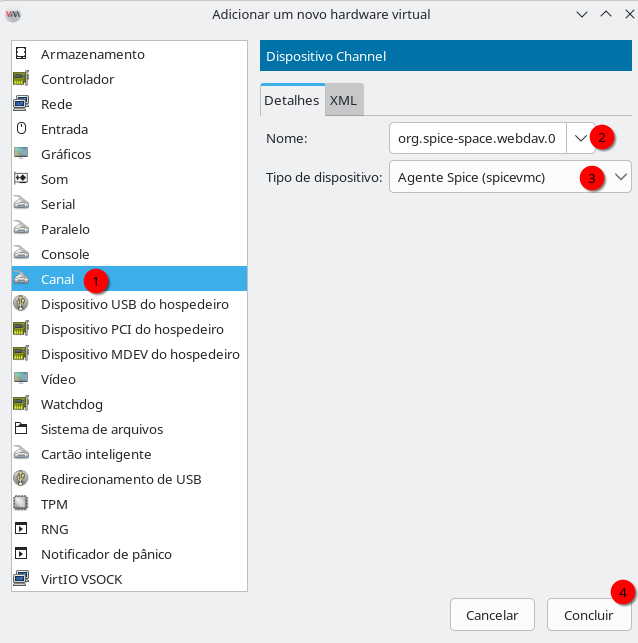 Adicionar um novo hardware virtual
Armazenamento
Controlador
Rede
Entrada
Gráficos
Som
Serial
Paralelo
Console
Canal 1
Dispositivo USB do hospedeiro
Dispositivo PCI do hospedeiro
Dispositivo MDEV do hospedeiro
Vídeo
Watchdog
Sistema de arquivos
Cartão inteligente
Redirecionamento de USB
TPM
RNG
Notificador de pânico
VirtIO VSOCK
Dispositivo Channel
Detalhes XML
Nome: org.spice-space.webdav.0 2
Tipo de dispositivo: Agente Spice (spicevmc) 3
4
Cancelar Concluir